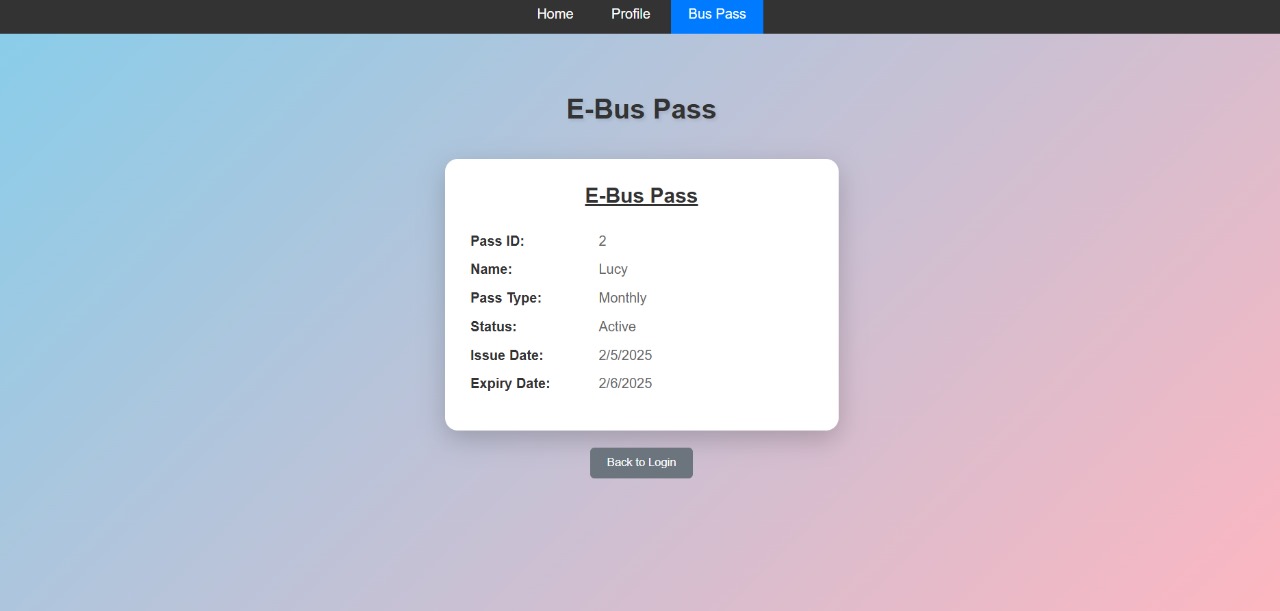 Home Profile Bus Pass
E-Bus Pass
E-Bus Pass
Pass ID: 2
Name: Lucy
Pass Type: Monthly
Status: Active
Issue Date: 2/5/2025
Expiry Date: 2/6/2025
Back to Login